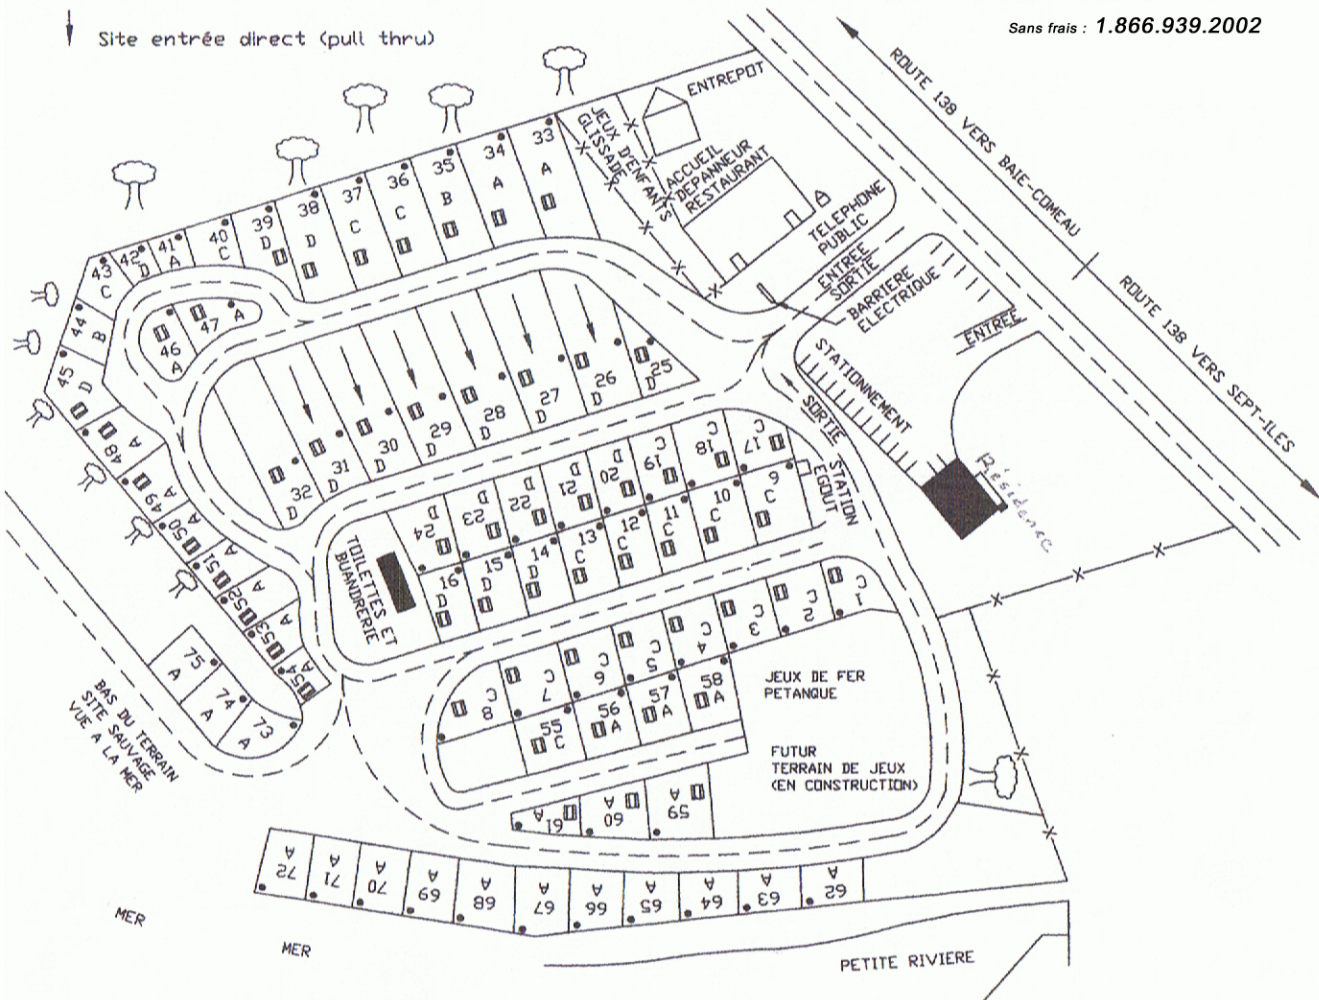 Site entrée direct (pull thru)
Sans frais : 1.866.939.2002
ROUTE 138 VERS BAIE-COMEAU
ROUTE 138 VERS SEPT-ILES
ENTREPOT
JEUX D'ENFANTS
GLISSADE
ACCUEIL
DEPANNEUR
RESTAURANT
TELEPHONE
PUBLIC
ENTREE
SORTIE
BARRIERE
ELECTRIQUE
ENTREE
STATIONNEMENT
SORTIE
Résidence
STATION
EGOUT
33 A
34 A
35 B
36 C
37 C
38 D
39 D
40 C
41 A
42 D
43 C
44 B
45 D
46 A
47 A
48 A
49 A
50 A
51 A
52 A
53 A
54 A
32 D
31 D
30 D
29 D
28 D
27 D
26 D
25 D
24 D
23 D
22 D
21 D
20 D
19 C
18 C
17 C
16 D
15 D
14 D
13 C
12 C
11 C
10 C
9 C
TOILETTES ET
BUANDRERIE
8 C
7 C
6 C
5 C
4 C
3 C
2 C
1 C
55 C
56 A
57 A
58 A
JEUX DE FER
PETANQUE
FUTUR
TERRAIN DE JEUX
(EN CONSTRUCTION)
61 A
60 A
59 A
75 A
74 A
73 A
BAS DU TERRAIN
SITE SAUVAGE
VUE A LA MER
72 A
71 A
70 A
69 A
68 A
67 A
66 A
65 A
64 A
63 A
62 A
MER
MER
PETITE RIVIERE